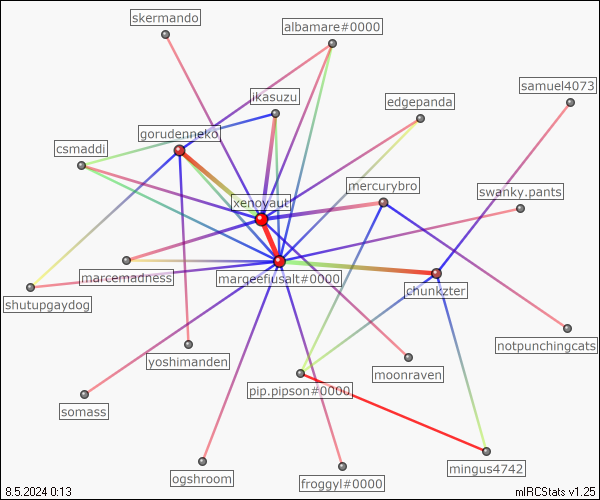 skermando
albamare#0000
samuel4073
ikasuzu
edgepanda
gorudenneko
csmaddi
mercurybro
swanky.pants
xenoyaut
marcemadness
marqeefiusalt#0000
chunkzter
shutupgaydog
notpunchingcats
yoshimanden
moonraven
pip.pipson#0000
somass
mingus4742
ogshroom
froggyl#0000
8.5.2024 0:13
mIRCStats v1.25